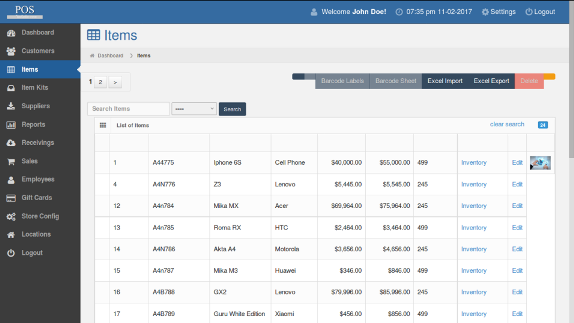 POS
Welcome John Doe! 07:35 pm 11-02-2017 Settings Logout
Dashboard
Customers
Items
Item Kits
Suppliers
Reports
Receivings
Sales
Employees
Gift Cards
Store Config
Locations
Logout
Items
Dashboard Items
1 2 >
Barcode Labels Barcode Sheet Excel Import Excel Export Delete
Search Items ---- Search
List of Items clear search 24
1 A44775 Iphone 6S Cell Phone $40,000.00 $55,000.00 499 Inventory Edit
4 A4N776 Z3 Lenovo $5,445.00 $5,545.00 245 Inventory Edit
12 A4n784 Mika MX Acer $69,964.00 $75,964.00 245 Inventory Edit
13 A4n785 Roma RX HTC $2,464.00 $3,464.00 499 Inventory Edit
14 A4N786 Akta A4 Motorola $3,656.00 $4,656.00 245 Inventory Edit
15 A4n787 Mika M3 Huawei $346.00 $846.00 499 Inventory Edit
16 A4B788 GX2 Lenovo $79,996.00 $85,996.00 245 Inventory Edit
17 A4B789 Guru White Edition Xiaomi $456.00 $856.00 499 Inventory Edit